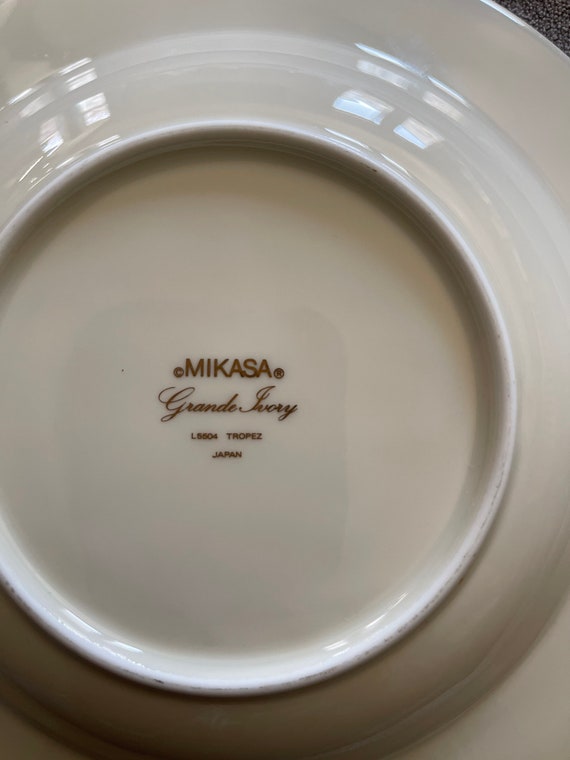 ©MIKASA®
Grande Ivory
L5504 TROPEZ
JAPAN